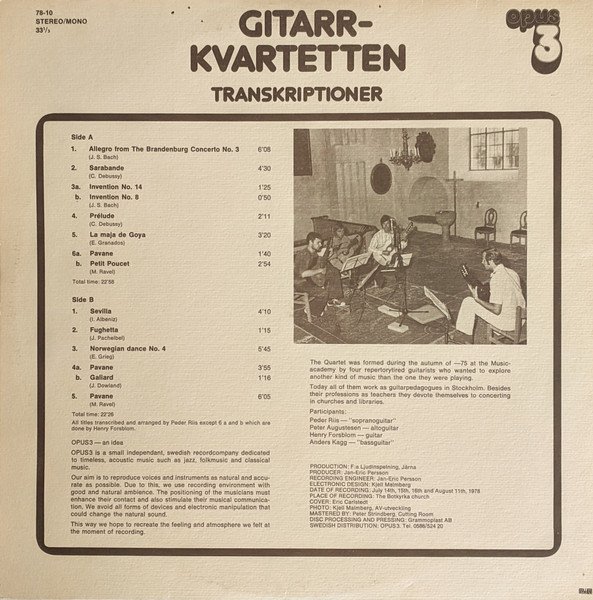 78-10
STEREO/MONO
33⅓
GITARR-
KVARTETTEN
TRANSKRIPTIONER
opus
3
Side A
1. Allegro from The Brandenburg Concerto No. 3 6'08
(J. S. Bach)
2. Sarabande 4'30
(C. Debussy)
3a. Invention No. 14 1'25
b. Invention No. 8 0'50
(J. S. Bach)
4. Prélude 2'11
(C. Debussy)
5. La maja de Goya 3'20
(E. Granados)
6a. Pavane 1'40
b. Petit Poucet 2'54
(M. Ravel)
Total time: 22'58
Side B
1. Sevilla 4'10
(I. Albeniz)
2. Fughetta 1'15
(J. Pachelbel)
3. Norwegian dance No. 4 5'45
(E. Grieg)
4a. Pavane 3'55
b. Galiard 1'16
(J. Dowland)
5. Pavane 6'05
(M. Ravel)
Total time: 22'26
All titles transcribed and arranged by Peder Riis except 6 a and b which are
done by Henry Forsblom.
OPUS3 — an idea
OPUS3 is a small independant, swedish recordcompany dedicated
to timeless, acoustic music such as jazz, folkmusic and classical
music.
Our aim is to reproduce voices and instruments as natural and accu-
rate as possible. Due to this, we use recording environment with
good and natural ambience. The positioning of the musicians must
enhance their contact and also stimulate their musical communica-
tion. We avoid all forms of devices and electronic manipulation that
could change the natural sound.
This way we hope to recreate the feeling and atmosphere we felt at
the moment of recording.
The Quartet was formed during the autumn of —75 at the Music-
academy by four repertorytired guitarists who wanted to explore
another kind of music than the one they were playing.
Today all of them work as guitarpedagogues in Stockholm. Besides
their professions as teachers they devote themselves to concerting
in churches and libraries.
Participants:
Peder Riis — "sopranoguitar"
Peter Augustesen — altoguitar
Henry Forsblom — guitar
Anders Kagg — "bassguitar"
PRODUCTION: F:a Ljudinspelning, Järna
PRODUCER: Jan-Eric Persson
RECORDING ENGINEER: Jan-Eric Persson
ELECTRONIC DESIGN: Kjell Malmberg
DATE OF RECORDING: July 14th, 15th, 16th and August 11th, 1978
PLACE OF RECORDING: The Botkyrka church
COVER: Eric Carlstedt
PHOTO: Kjell Malmberg, AV-utveckling
MASTERED BY: Peter Strindberg, Cutting Room
DISC PROCESSING AND PRESSING: Grammoplast AB
SWEDISH DISTRIBUTION: OPUS3. Tel. 0586/524 20